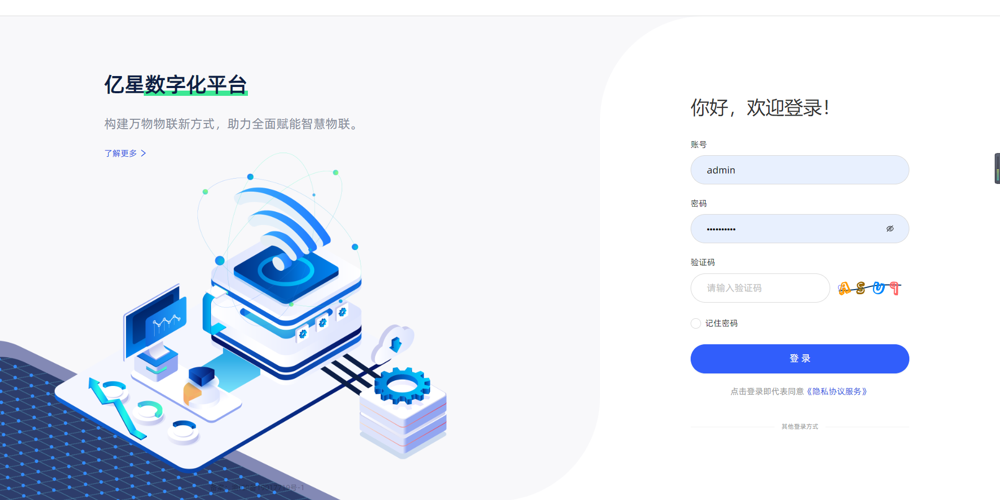 亿星数字化平台
构建万物物联新方式，助力全面赋能智慧物联。
了解更多
你好，欢迎登录！
账号
admin
密码
验证码
请输入验证码
记住密码
登 录
点击登录即代表同意《隐私协议服务》
其他登录方式